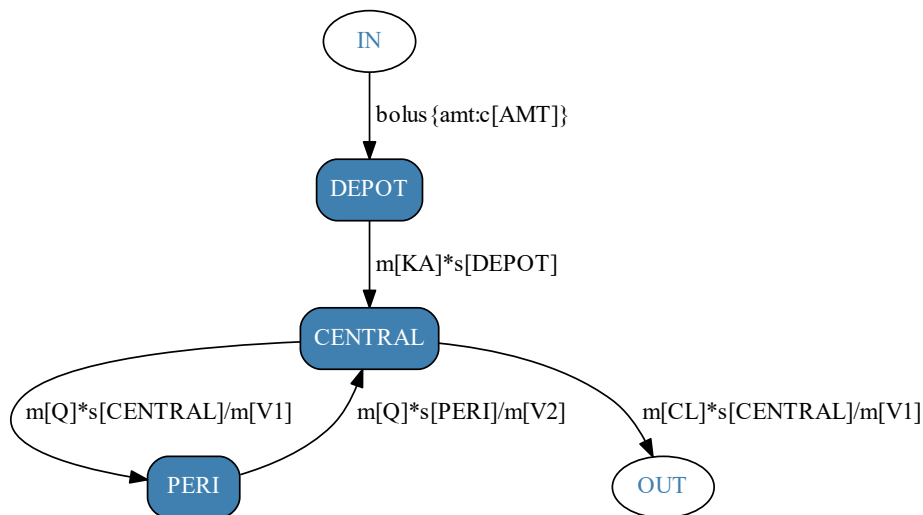 IN
bolus{amt:c[AMT]}
DEPOT
m[KA]*s[DEPOT]
CENTRAL
m[Q]*s[CENTRAL]/m[V1]
m[Q]*s[PERI]/m[V2]
m[CL]*s[CENTRAL]/m[V1]
PERI
OUT